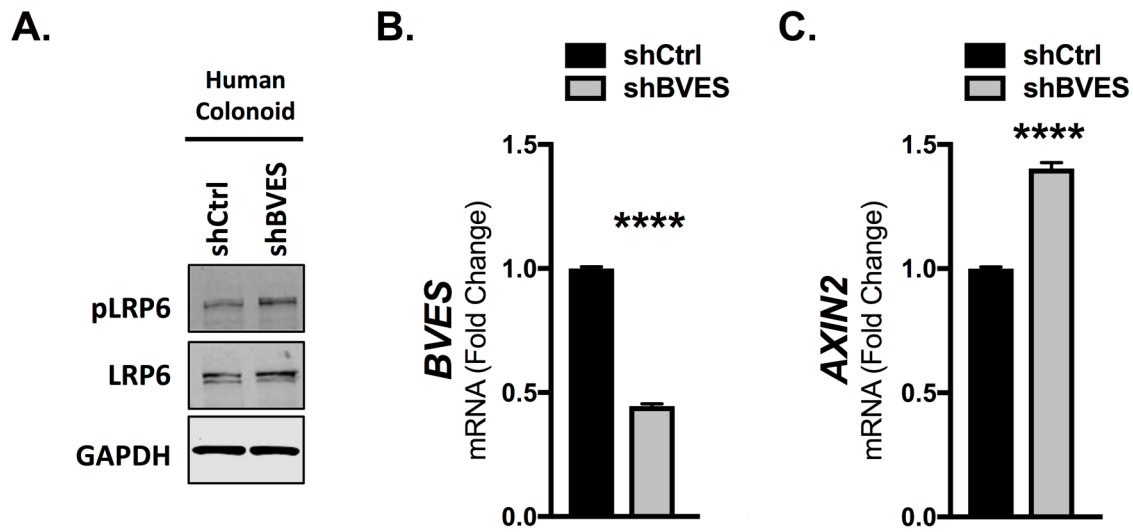 A.
Human
Colonoid
shCtrl
shBVES
pLRP6
LRP6
GAPDH
B.
shCtrl
shBVES
BVES
mRNA (Fold Change)
1.5
1.0
0.5
0.0
****
C.
shCtrl
shBVES
AXIN2
mRNA (Fold Change)
1.5
1.0
0.5
0.0
****